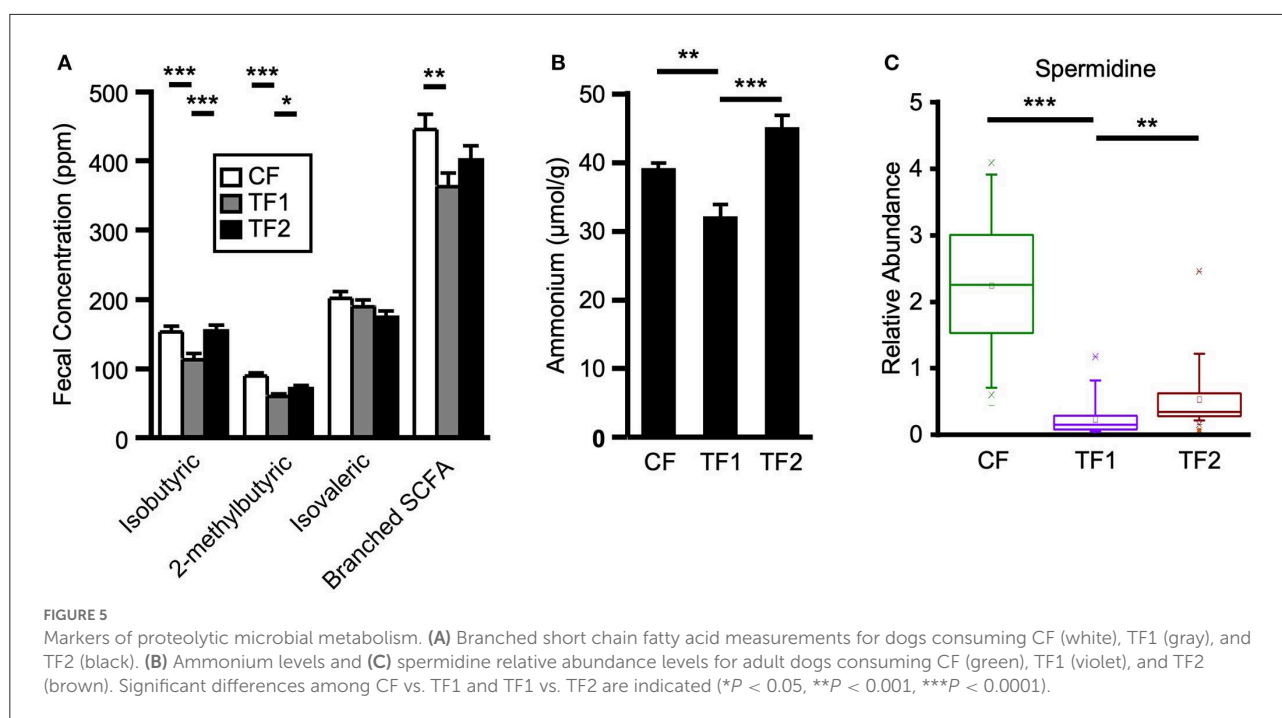 A
***
***
***
*
**
500
400
300
200
100
0
Fecal Concentration (ppm)
CF
TF1
TF2
Isobutyric
2-methylbutyric
Isovaleric
Branched SCFA
B
**
***
50
40
30
20
10
0
Ammonium (µmol/g)
CF TF1 TF2
C
Spermidine
***
**
5
4
3
2
1
0
Relative Abundance
CF TF1 TF2
FIGURE 5
Markers of proteolytic microbial metabolism. (A) Branched short chain fatty acid measurements for dogs consuming CF (white), TF1 (gray), and
TF2 (black). (B) Ammonium levels and (C) spermidine relative abundance levels for adult dogs consuming CF (green), TF1 (violet), and TF2
(brown). Significant differences among CF vs. TF1 and TF1 vs. TF2 are indicated (*P < 0.05, **P < 0.001, ***P < 0.0001).